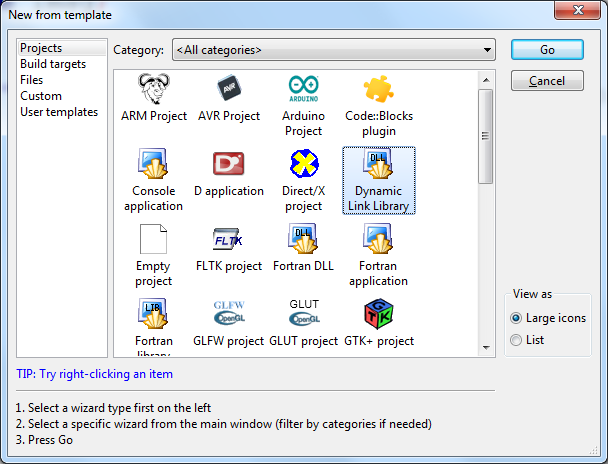 New from template
Projects
Build targets
Files
Custom
User templates
Category: <All categories>
Go
Cancel
ARM Project
AVR
AVR Project
ARDUINO
Arduino
Project
Code::Blocks
plugin
Console
application
D
D application
Direct/X
project
DLL
Dynamic
Link Library
Empty
project
FLTK
FLTK project
DLL
Fortran DLL
Fortran
application
LIB
Fortran
library
GLFW
OpenGL
GLFW project
GLUT
OpenGL
GLUT project
GTK
GTK+ project
View as
Large icons
List
TIP: Try right-clicking an item
1. Select a wizard type first on the left
2. Select a specific wizard from the main window (filter by categories if needed)
3. Press Go